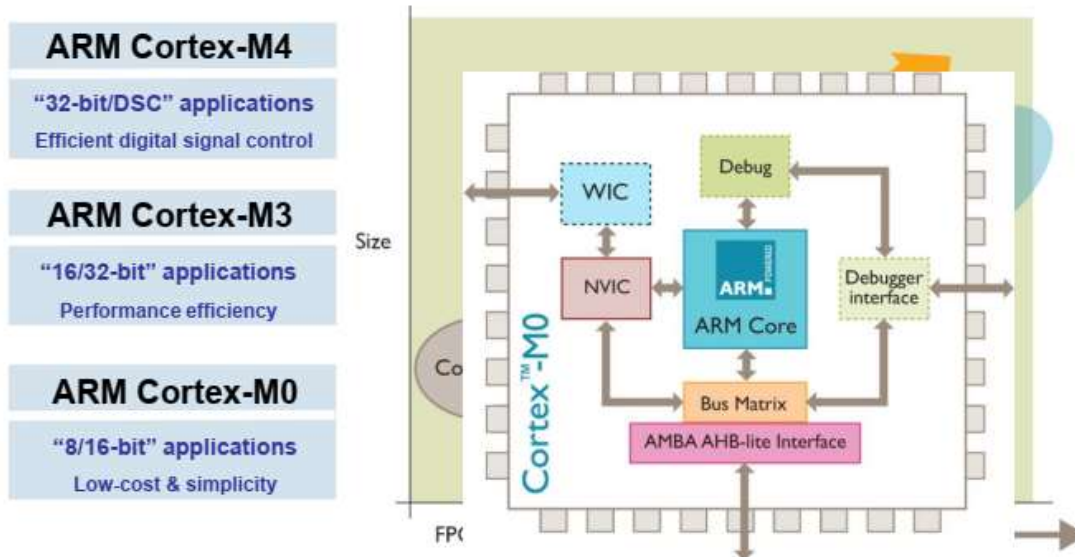 ARM Cortex-M4
“32-bit/DSC” applications
Efficient digital signal control
ARM Cortex-M3
“16/32-bit” applications
Performance efficiency
ARM Cortex-M0
“8/16-bit” applications
Low-cost & simplicity
Size
WIC
Debug
NVIC
ARM POWERED
ARM Core
Debugger
interface
Bus Matrix
AMBA AHB-lite Interface
Cortex™-M0